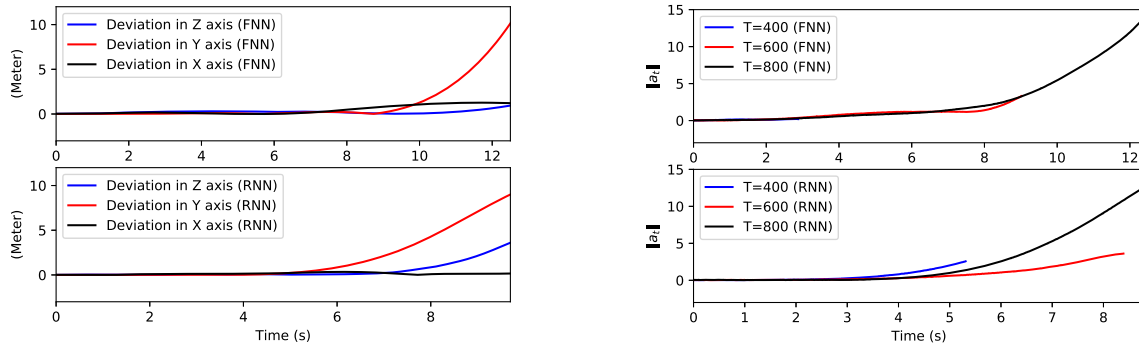 10
5
0
(Meter)
Deviation in Z axis (FNN)
Deviation in Y axis (FNN)
Deviation in X axis (FNN)
0 2 4 6 8 10 12
10
5
0
(Meter)
Deviation in Z axis (RNN)
Deviation in Y axis (RNN)
Deviation in X axis (RNN)
0 2 4 6 8
Time (s)
15
10
5
0
‖a_t‖
T=400 (FNN)
T=600 (FNN)
T=800 (FNN)
0 2 4 6 8 10 12
15
10
5
0
‖a_t‖
T=400 (RNN)
T=600 (RNN)
T=800 (RNN)
0 1 2 3 4 5 6 7 8
Time (s)